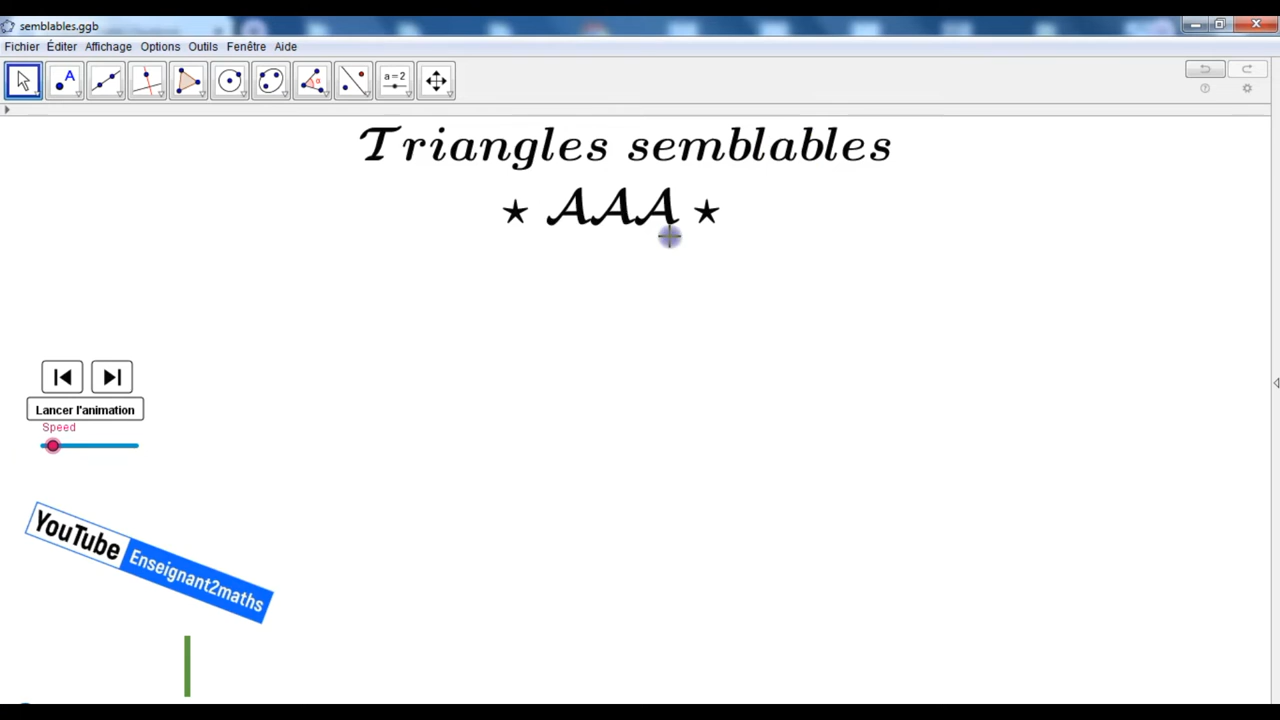 semblables.ggb
Fichier Éditer Affichage Options Outils Fenêtre Aide
A
α
a=2
Triangles semblables
⋆ AAA ⋆
Lancer l'animation
Speed
YouTube Enseignant2maths